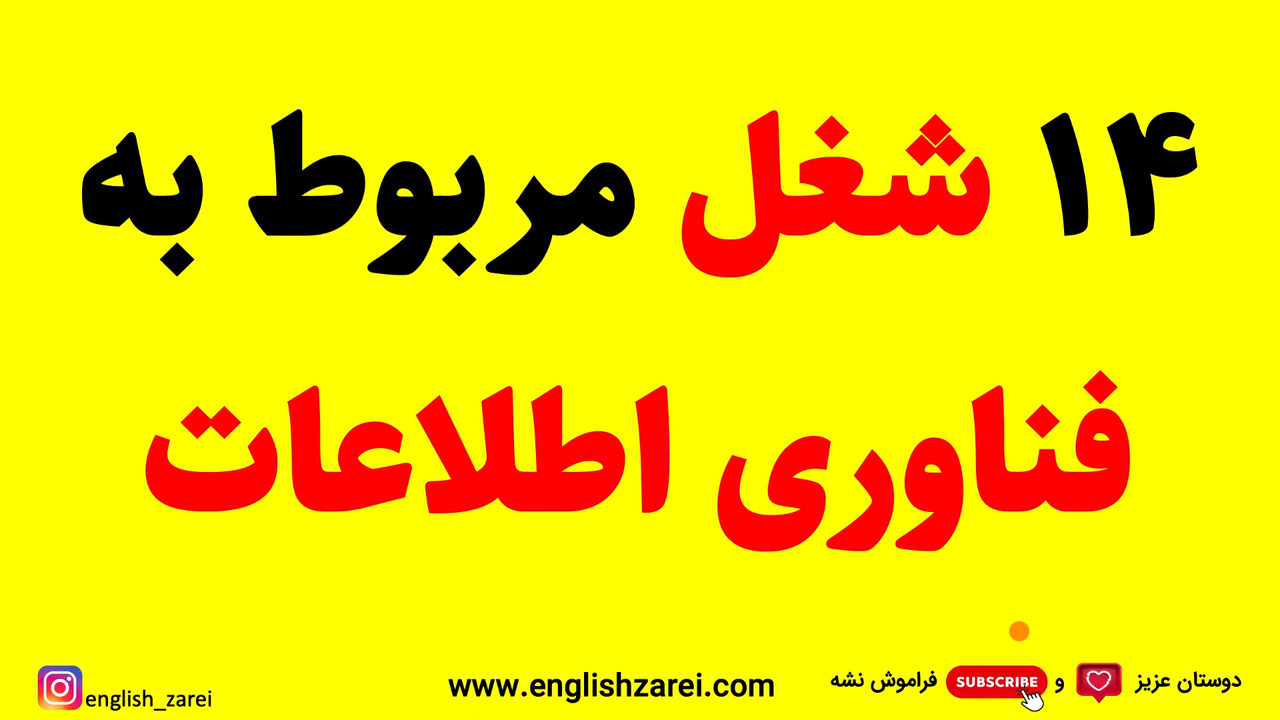 ۱۴ شغل مربوط به
فناوری اطلاعات
دوستان عزیز و SUBSCRIBE فراموش نشه
www.englishzarei.com
english_zarei